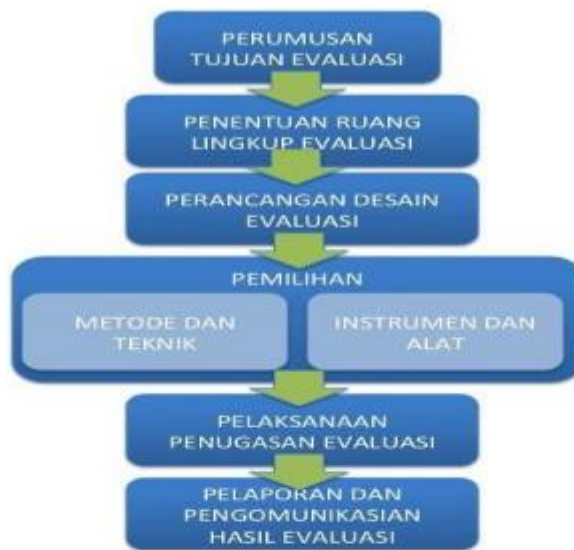 PERUMUSAN
TUJUAN EVALUASI
PENENTUAN RUANG
LINGKUP EVALUASI
PERANCANGAN DESAIN
EVALUASI
PEMILIHAN
METODE DAN
TEKNIK
INSTRUMEN DAN
ALAT
PELAKSANAAN
PENUGASAN EVALUASI
PELAPORAN DAN
PENGOMUNIKASIAN
HASIL EVALUASI